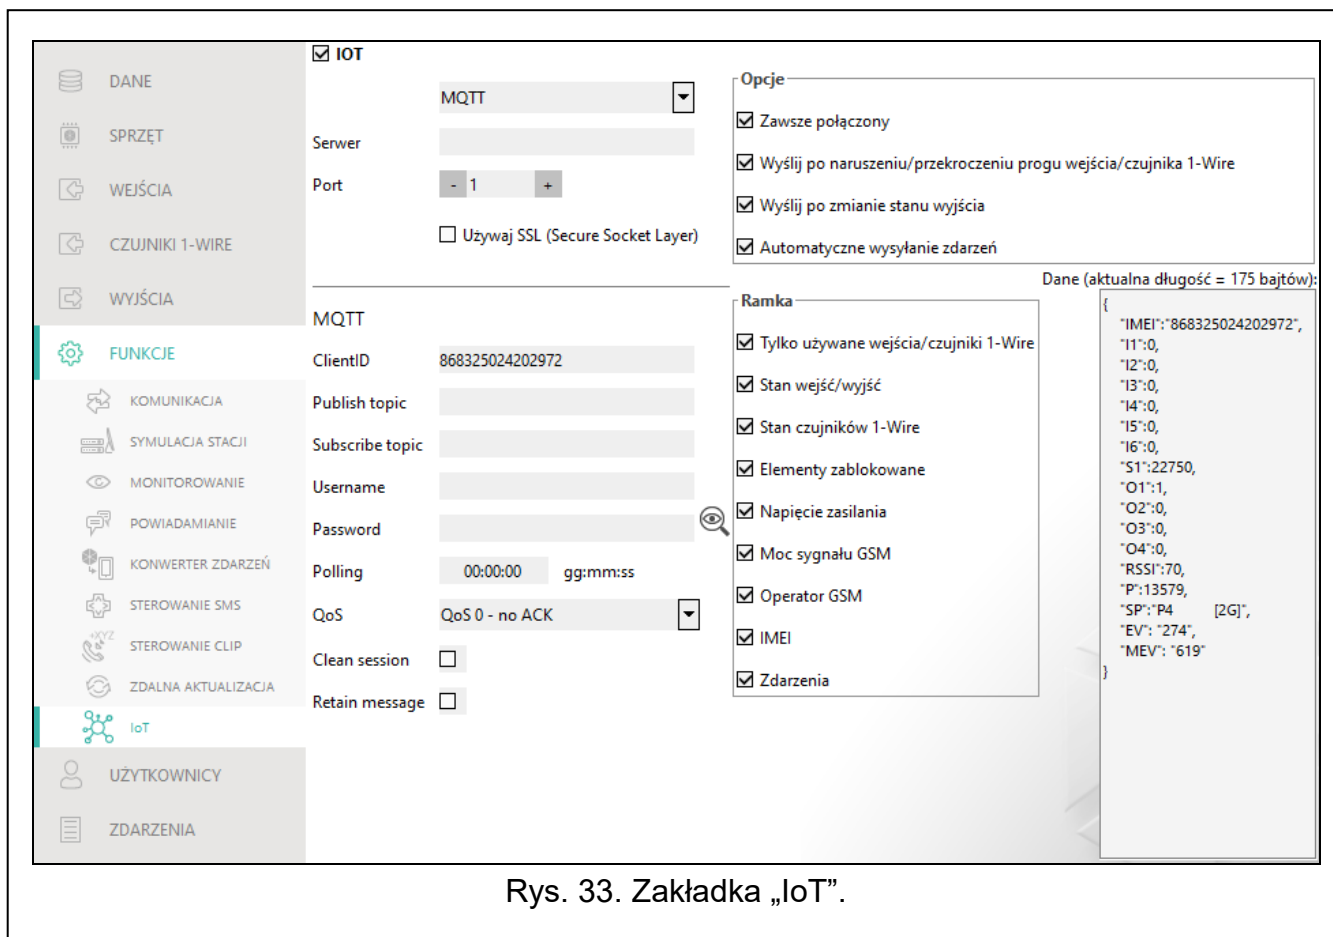 DANE
SPRZĘT
WEJŚCIA
CZUJNIKI 1-WIRE
WYJŚCIA
FUNKCJE
KOMUNIKACJA
SYMULACJA STACJI
MONITOROWANIE
POWIADAMIANIE
KONWERTER ZDARZEŃ
STEROWANIE SMS
+XYZ
STEROWANIE CLIP
ZDALNA AKTUALIZACJA
IoT
UŻYTKOWNICY
ZDARZENIA
IOT
MQTT
Serwer
Port - 1 +
Używaj SSL (Secure Socket Layer)
MQTT
ClientID 868325024202972
Publish topic
Subscribe topic
Username
Password
Polling 00:00:00 gg:mm:ss
QoS QoS 0 - no ACK
Clean session
Retain message
Opcje
Zawsze połączony
Wyślij po naruszeniu/przekroczeniu progu wejścia/czujnika 1-Wire
Wyślij po zmianie stanu wyjścia
Automatyczne wysyłanie zdarzeń
Ramka
Tylko używane wejścia/czujniki 1-Wire
Stan wejść/wyjść
Stan czujników 1-Wire
Elementy zablokowane
Napięcie zasilania
Moc sygnału GSM
Operator GSM
IMEI
Zdarzenia
Dane (aktualna długość = 175 bajtów):
{
"IMEI":"868325024202972",
"I1":0,
"I2":0,
"I3":0,
"I4":0,
"I5":0,
"I6":0,
"S1":22750,
"O1":1,
"O2":0,
"O3":0,
"O4":0,
"RSSI":70,
"P":13579,
"SP":"P4 [2G]",
"EV": "274",
"MEV": "619"
}
Rys. 33. Zakładka „IoT”.